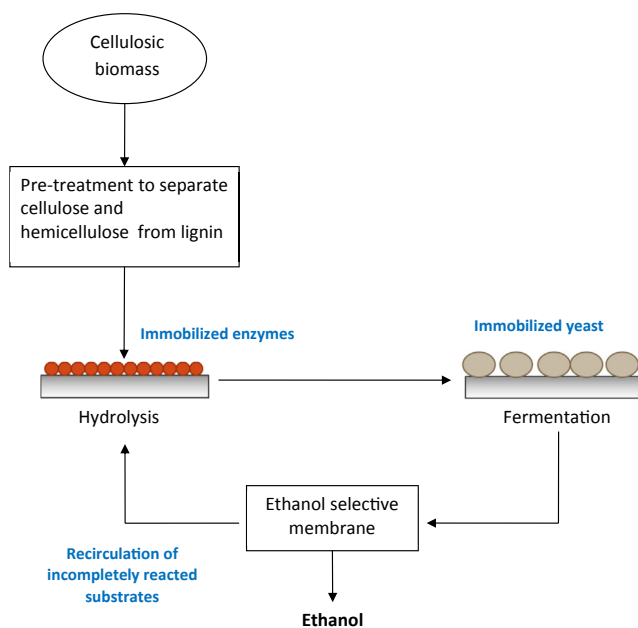 Cellulosic
biomass
Pre-treatment to separate
cellulose and
hemicellulose from lignin
Immobilized enzymes
Immobilized yeast
Hydrolysis
Fermentation
Ethanol selective
membrane
Recirculation of
incompletely reacted
substrates
Ethanol